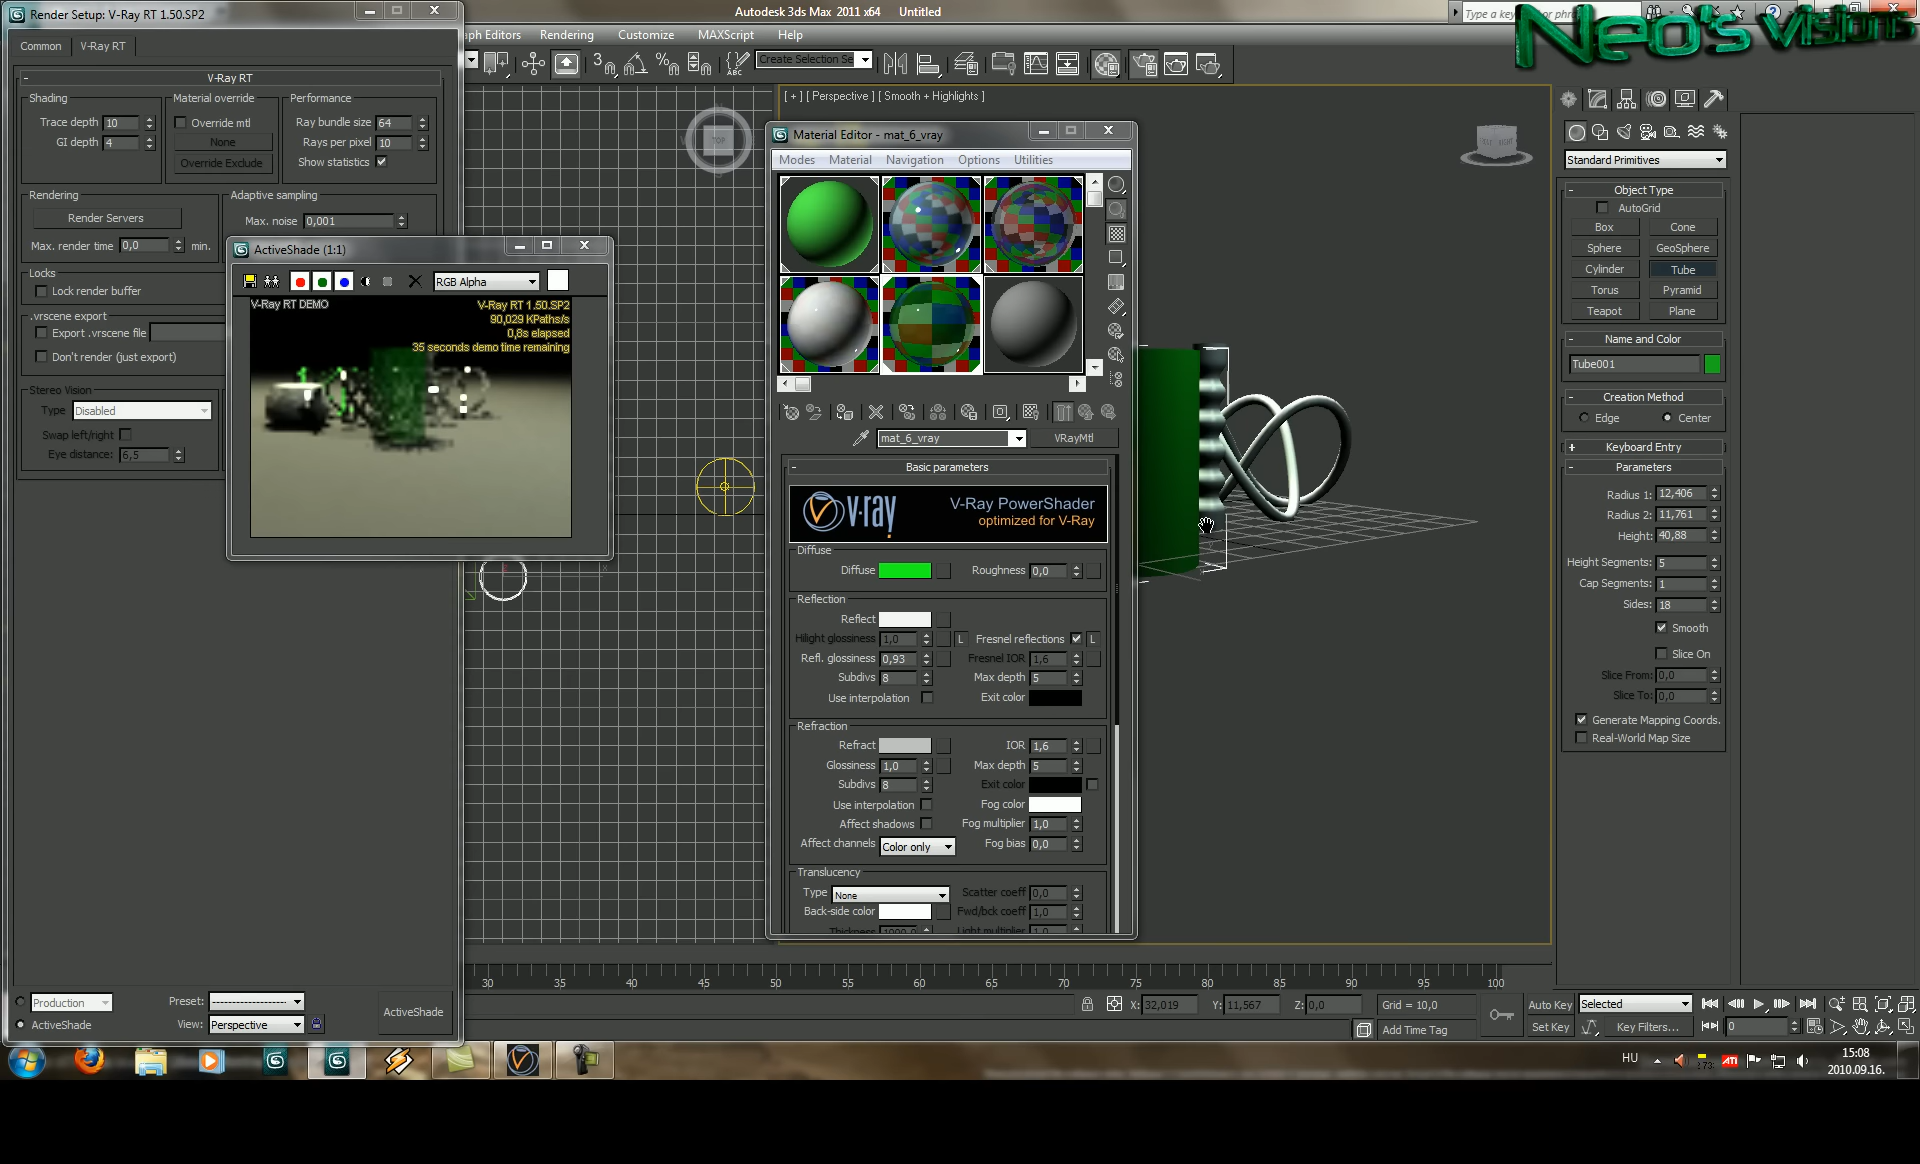 Render Setup: V-Ray RT 1.50.SP2
Autodesk 3ds Max 2011 x64 Untitled
Neo's visions
Common V-Ray RT
Rendering Customize MAXScript Help
ABC Create Selection Se
V-Ray RT
Shading
Trace depth 10
GI depth 4
Material override
Override mtl
None
Override Exclude
Performance
Ray bundle size 64
Rays per pixel 10
Show statistics
Rendering
Render Servers
Max. render time 0,0 min.
Adaptive sampling
Max. noise 0,001
Locks
Lock render buffer
.vrscene export
Export .vrscene file
Don't render (just export)
Stereo Vision
Type Disabled
Swap left/right
Eye distance: 6,5
Production
ActiveShade
Preset: --------------------
View: Perspective
ActiveShade
ActiveShade (1:1)
RGB Alpha
V-Ray RT DEMO
V-Ray RT 1.50.SP2
90,029 KPaths/s
0,8s elapsed
35 seconds demo time remaining
TOP
[ + ] [ Perspective ] [ Smooth + Highlights ]
Material Editor - mat_6_vray
Modes Material Navigation Options Utilities
mat_6_vray VRayMtl
Basic parameters
v·ray
V-Ray PowerShader
optimized for V-Ray
Diffuse
Diffuse Roughness 0,0
Reflection
Reflect
Hilight glossiness 1,0 L Fresnel reflections L
Refl. glossiness 0,93 Fresnel IOR 1,6
Subdivs 8 Max depth 5
Use interpolation Exit color
Refraction
Refract IOR 1,6
Glossiness 1,0 Max depth 5
Subdivs 8 Exit color
Use interpolation Fog color
Affect shadows Fog multiplier 1,0
Affect channels Color only Fog bias 0,0
Translucency
Type None Scatter coeff 0,0
Back-side color Fwd/bck coeff 1,0
Thickness 1000,0 Light multiplier 1,0
Standard Primitives
Object Type
AutoGrid
Box Cone
Sphere GeoSphere
Cylinder Tube
Torus Pyramid
Teapot Plane
Name and Color
Tube001
Creation Method
Edge Center
Keyboard Entry
Parameters
Radius 1: 12,406
Radius 2: 11,761
Height: 40,88
Height Segments: 5
Cap Segments: 1
Sides: 18
Smooth
Slice On
Slice From: 0,0
Slice To: 0,0
Generate Mapping Coords.
Real-World Map Size
30 35 40 45 50 55 60 65 70 75 80 85 90 95 100
X: 32,019 Y: 11,567 Z: 0,0 Grid = 10,0
Add Time Tag
Auto Key Selected
Set Key Key Filters... 0
HU ATI
15:08
2010.09.16.